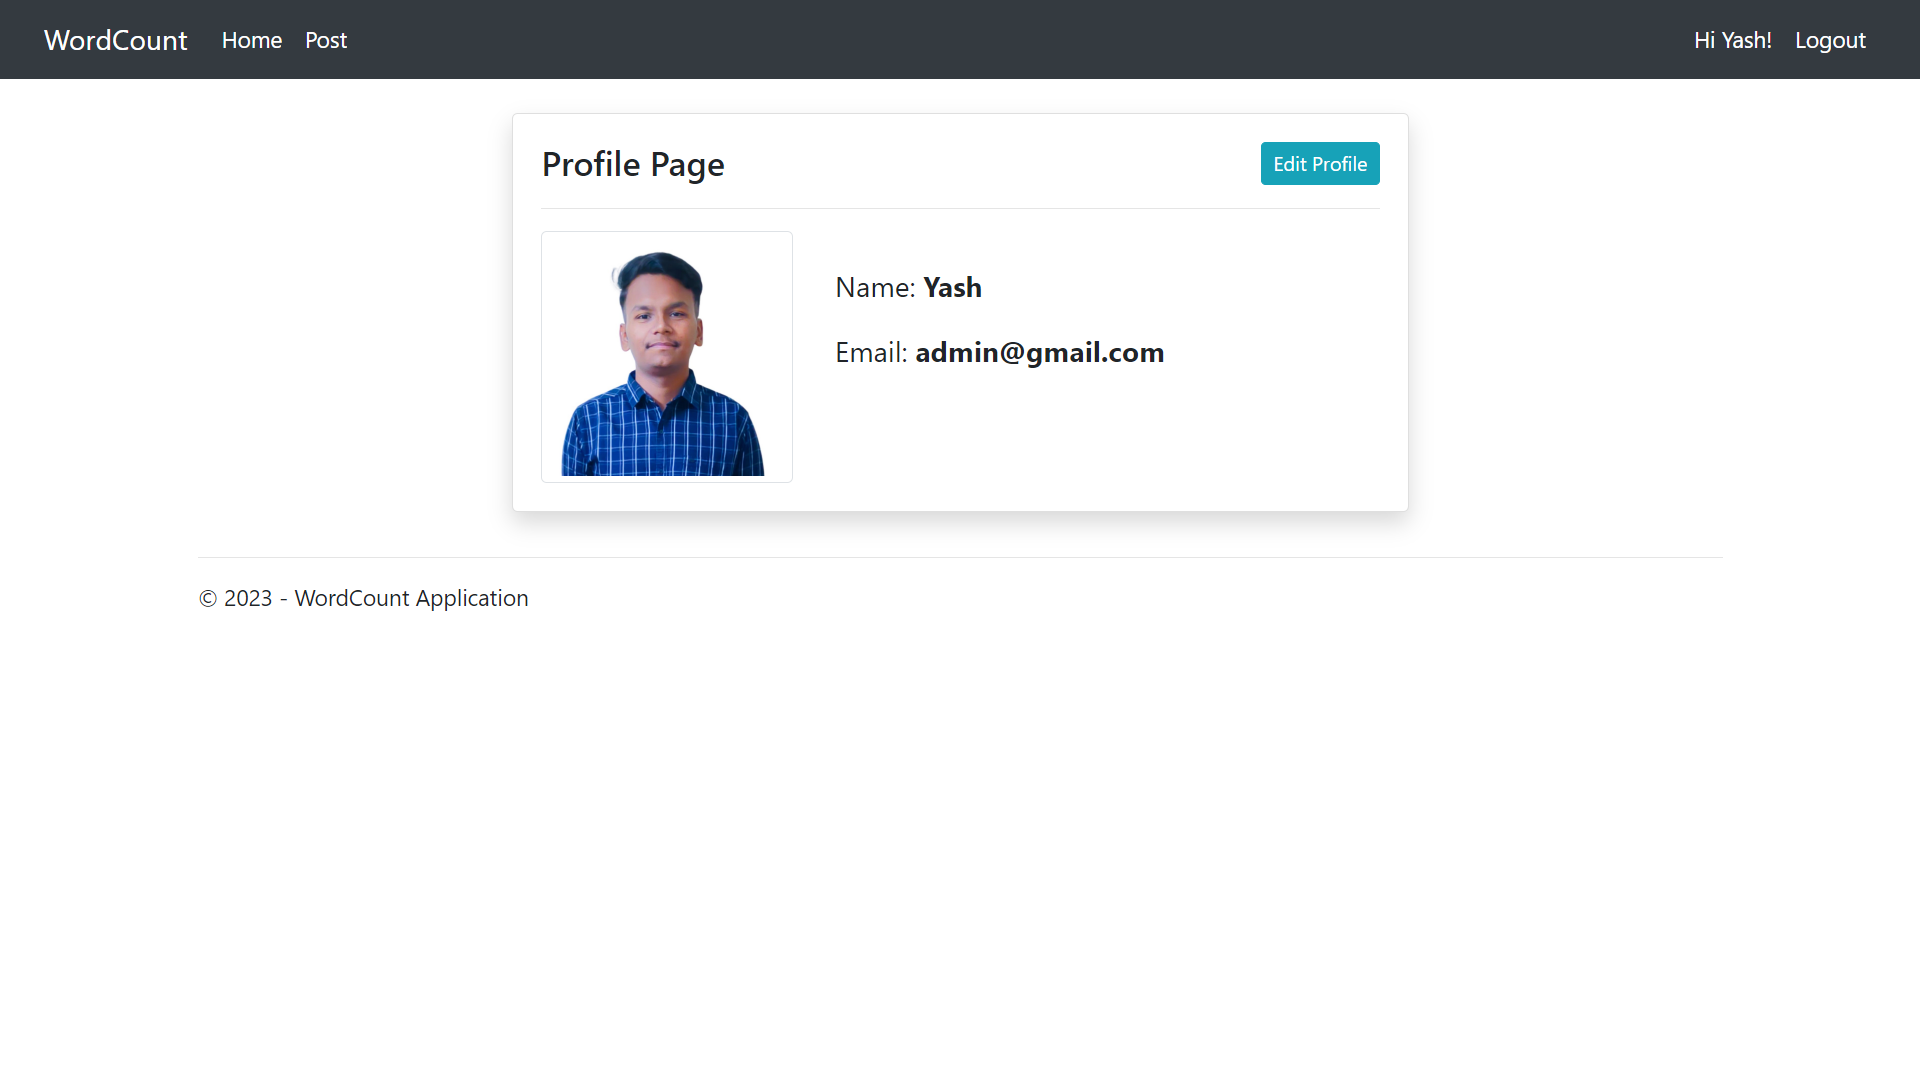 WordCount Home Post Hi Yash! Logout
Profile Page Edit Profile
Name: Yash
Email: admin@gmail.com
© 2023 - WordCount Application